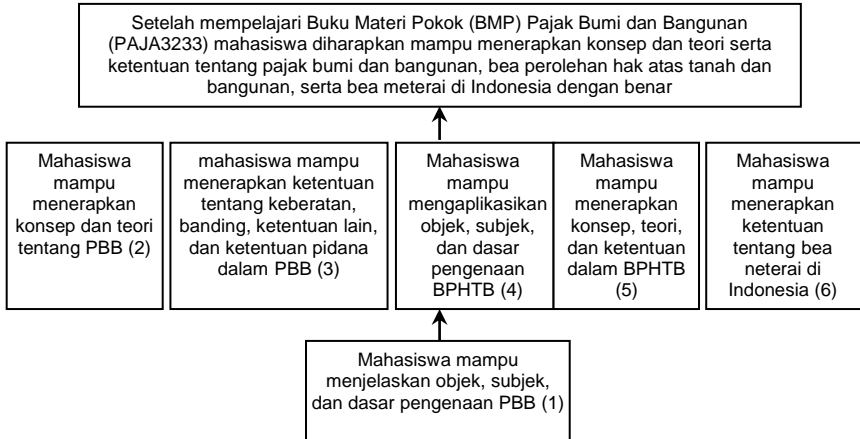 Setelah mempelajari Buku Materi Pokok (BMP) Pajak Bumi dan Bangunan
(PAJA3233) mahasiswa diharapkan mampu menerapkan konsep dan teori serta
ketentuan tentang pajak bumi dan bangunan, bea perolehan hak atas tanah dan
bangunan, serta bea meterai di Indonesia dengan benar
Mahasiswa
mampu
menerapkan
konsep dan teori
tentang PBB (2)
mahasiswa mampu
menerapkan ketentuan
tentang keberatan,
banding, ketentuan lain,
dan ketentuan pidana
dalam PBB (3)
Mahasiswa
mampu
mengaplikasikan
objek, subjek,
dan dasar
pengenaan
BPHTB (4)
Mahasiswa
mampu
menerapkan
konsep, teori,
dan ketentuan
dalam BPHTB
(5)
Mahasiswa
mampu
menerapkan
ketentuan
tentang bea
neterai di
Indonesia (6)
Mahasiswa mampu
menjelaskan objek, subjek,
dan dasar pengenaan PBB (1)